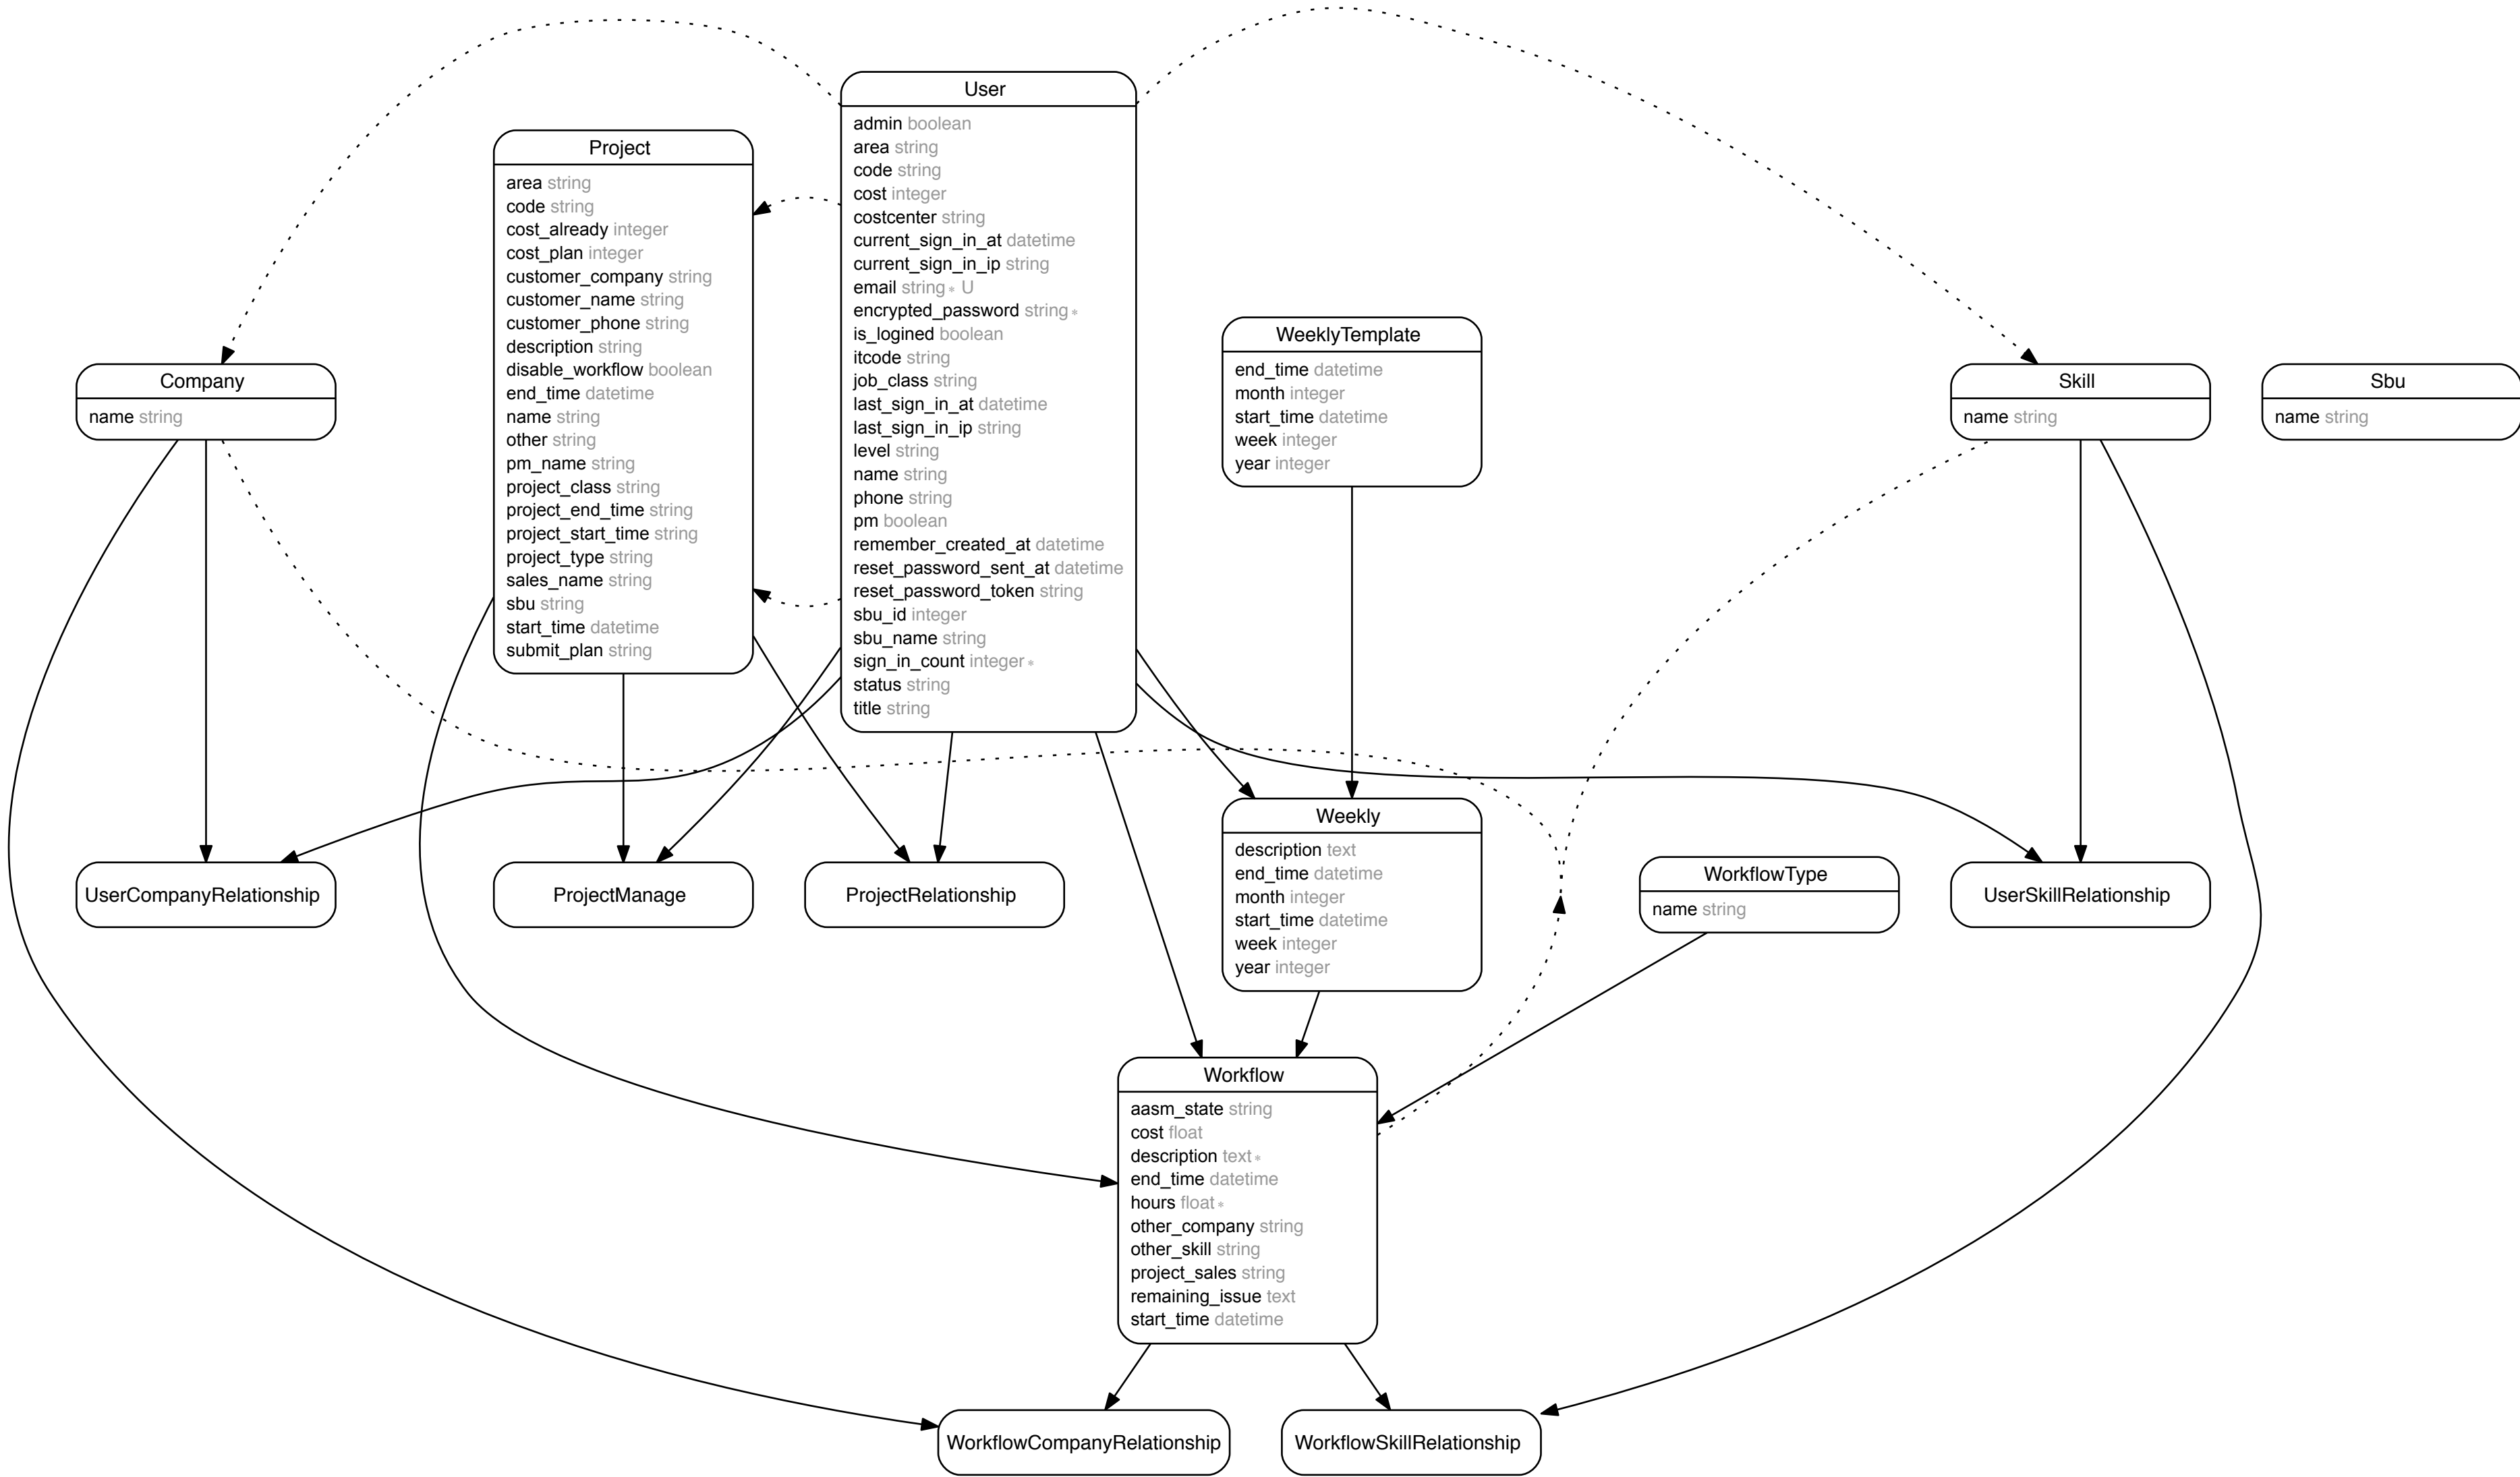 User
admin boolean
area string
code string
cost integer
costcenter string
current_sign_in_at datetime
current_sign_in_ip string
email string * U
encrypted_password string *
is_logined boolean
itcode string
job_class string
last_sign_in_at datetime
last_sign_in_ip string
level string
name string
phone string
pm boolean
remember_created_at datetime
reset_password_sent_at datetime
reset_password_token string
sbu_id integer
sbu_name string
sign_in_count integer *
status string
title string
Project
area string
code string
cost_already integer
cost_plan integer
customer_company string
customer_name string
customer_phone string
description string
disable_workflow boolean
end_time datetime
name string
other string
pm_name string
project_class string
project_end_time string
project_start_time string
project_type string
sales_name string
sbu string
start_time datetime
submit_plan string
WeeklyTemplate
end_time datetime
month integer
start_time datetime
week integer
year integer
Company
name string
Skill
name string
Sbu
name string
Weekly
description text
end_time datetime
month integer
start_time datetime
week integer
year integer
WorkflowType
name string
UserCompanyRelationship
ProjectManage
ProjectRelationship
UserSkillRelationship
Workflow
aasm_state string
cost float
description text *
end_time datetime
hours float *
other_company string
other_skill string
project_sales string
remaining_issue text
start_time datetime
WorkflowCompanyRelationship
WorkflowSkillRelationship